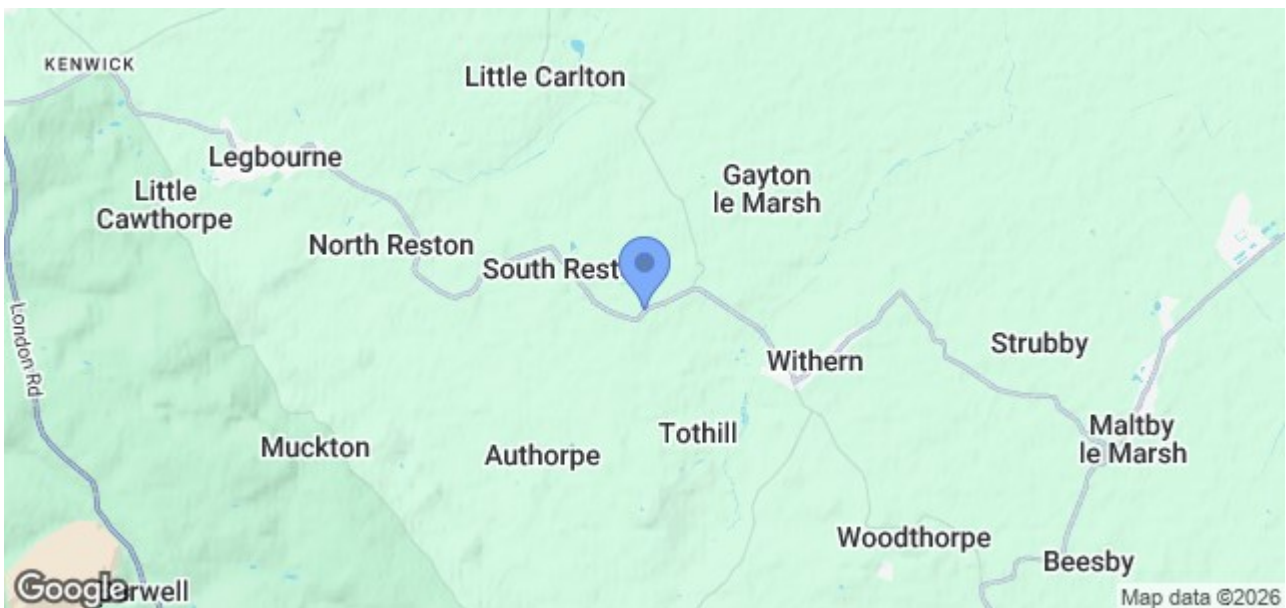 KENWICK
Little Carlton
Legbourne
Gayton
le Marsh
Little
Cawthorpe
North Reston
South Rest
London Rd
Strubby
Withern
Maltby
le Marsh
Tothill
Muckton
Authorpe
Woodthorpe
Beesby
Google
Map data ©2026